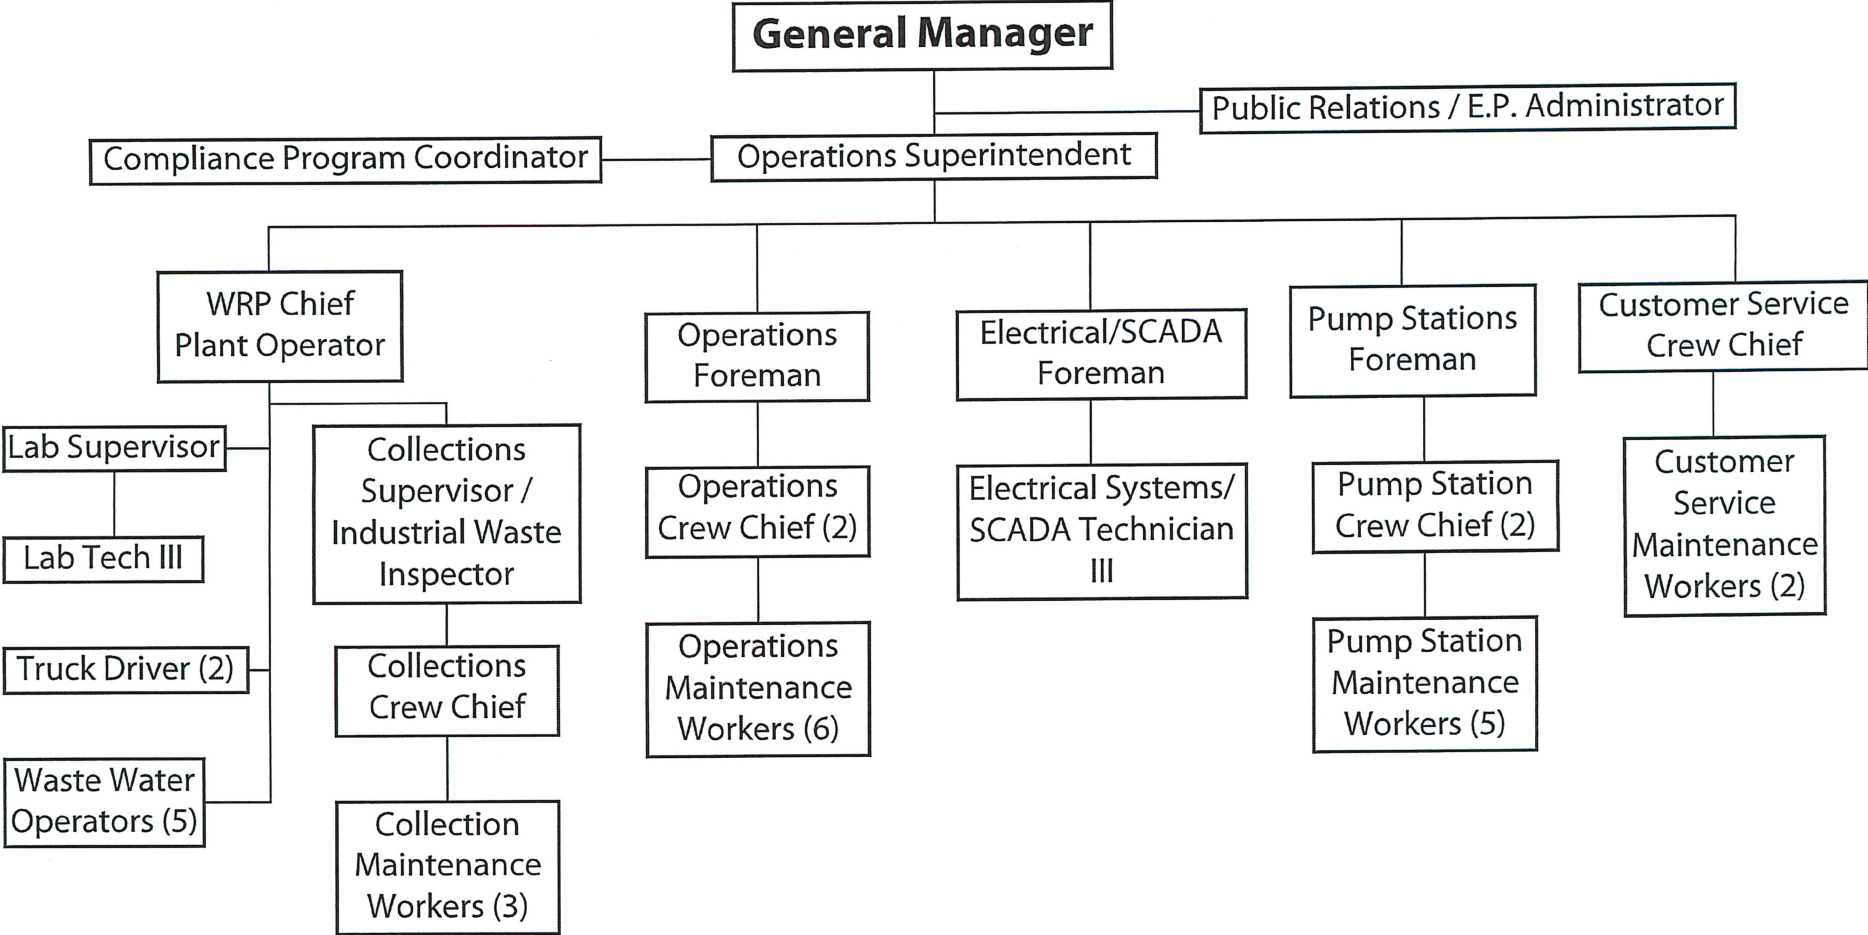 General Manager
Public Relations / E.P. Administrator
Compliance Program Coordinator
Operations Superintendent
WRP Chief
Plant Operator
Lab Supervisor
Lab Tech III
Truck Driver (2)
Waste Water
Operators (5)
Collections
Supervisor /
Industrial Waste
Inspector
Collections
Crew Chief
Collection
Maintenance
Workers (3)
Operations
Foreman
Operations
Crew Chief (2)
Operations
Maintenance
Workers (6)
Electrical/SCADA
Foreman
Electrical Systems/
SCADA Technician
III
Pump Stations
Foreman
Pump Station
Crew Chief (2)
Pump Station
Maintenance
Workers (5)
Customer Service
Crew Chief
Customer
Service
Maintenance
Workers (2)